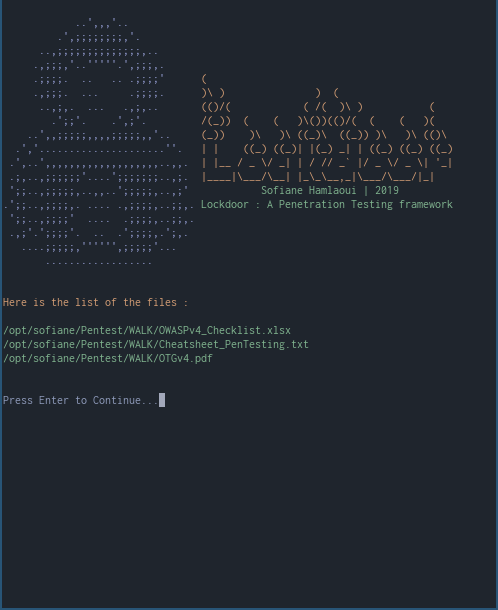 Sofiane Hamlaoui | 2019
Lockdoor : A Penetration Testing framework
Here is the list of the files :
/opt/sofiane/Pentest/WALK/OWASPv4_Checklist.xlsx
/opt/sofiane/Pentest/WALK/Cheatsheet_PenTesting.txt
/opt/sofiane/Pentest/WALK/OTGv4.pdf
Press Enter to Continue...